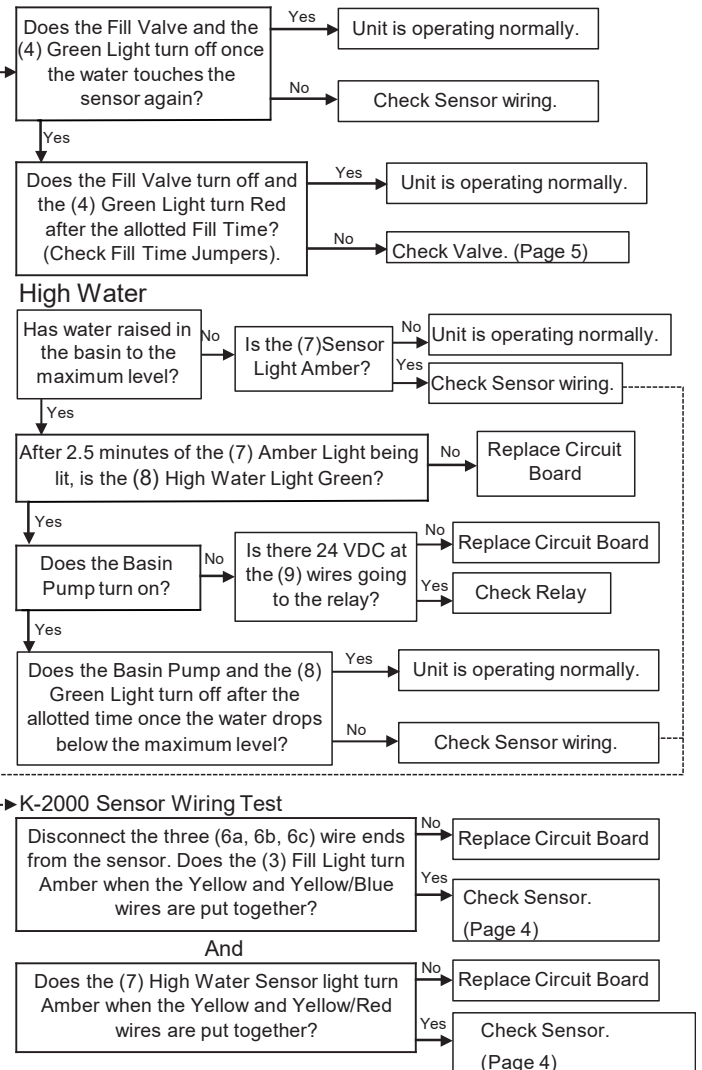 Does the Fill Valve and the
(4) Green Light turn off once
the water touches the
sensor again?
Yes
Unit is operating normally.
No
Check Sensor wiring.
Yes
Does the Fill Valve turn off and
the (4) Green Light turn Red
after the allotted Fill Time?
(Check Fill Time Jumpers).
Yes
Unit is operating normally.
No
Check Valve. (Page 5)
High Water
Has water raised in
the basin to the
maximum level?
No
Is the (7)Sensor
Light Amber?
No
Unit is operating normally.
Yes
Check Sensor wiring.
Yes
After 2.5 minutes of the (7) Amber Light being
lit, is the (8) High Water Light Green?
No
Replace Circuit
Board
Yes
Does the Basin
Pump turn on?
No
Is there 24 VDC at
the (9) wires going
to the relay?
No
Replace Circuit Board
Yes
Check Relay
Yes
Does the Basin Pump and the (8)
Green Light turn off after the
allotted time once the water drops
below the maximum level?
Yes
Unit is operating normally.
No
Check Sensor wiring.
K-2000 Sensor Wiring Test
Disconnect the three (6a, 6b, 6c) wire ends
from the sensor. Does the (3) Fill Light turn
Amber when the Yellow and Yellow/Blue
wires are put together?
No
Replace Circuit Board
Yes
Check Sensor.
(Page 4)
And
Does the (7) High Water Sensor light turn
Amber when the Yellow and Yellow/Red
wires are put together?
No
Replace Circuit Board
Yes
Check Sensor.
(Page 4)